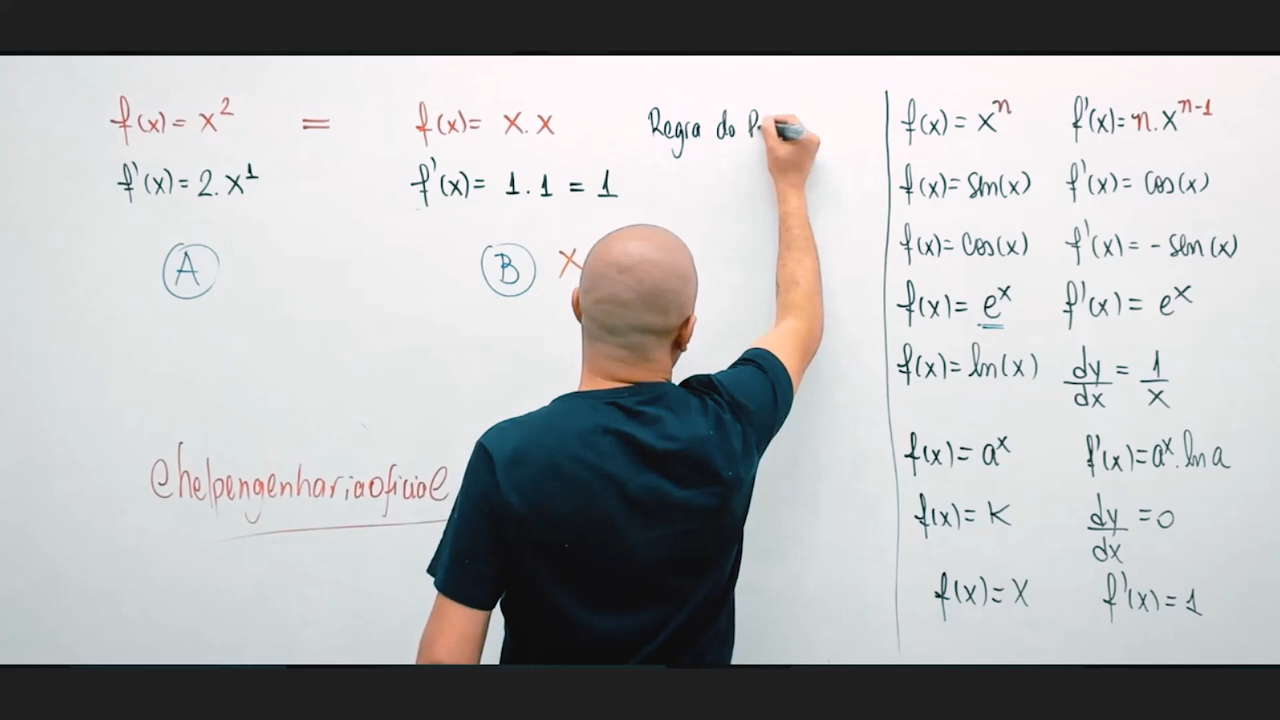 f(x) = x² = f(x) = x . x
f'(x) = 2 . x¹
f'(x) = 1 . 1 = 1
A
B X
Regra do
@helpengenhariaoficial
f(x) = xⁿ f'(x) = n . xⁿ⁻¹
f(x) = sen(x) f'(x) = cos(x)
f(x) = cos(x) f'(x) = - sen(x)
f(x) = eˣ f'(x) = eˣ
f(x) = ln(x) dy/dx = 1/x
f(x) = aˣ f'(x) = aˣ . ln a
f(x) = K dy/dx = 0
f(x) = X f'(x) = 1